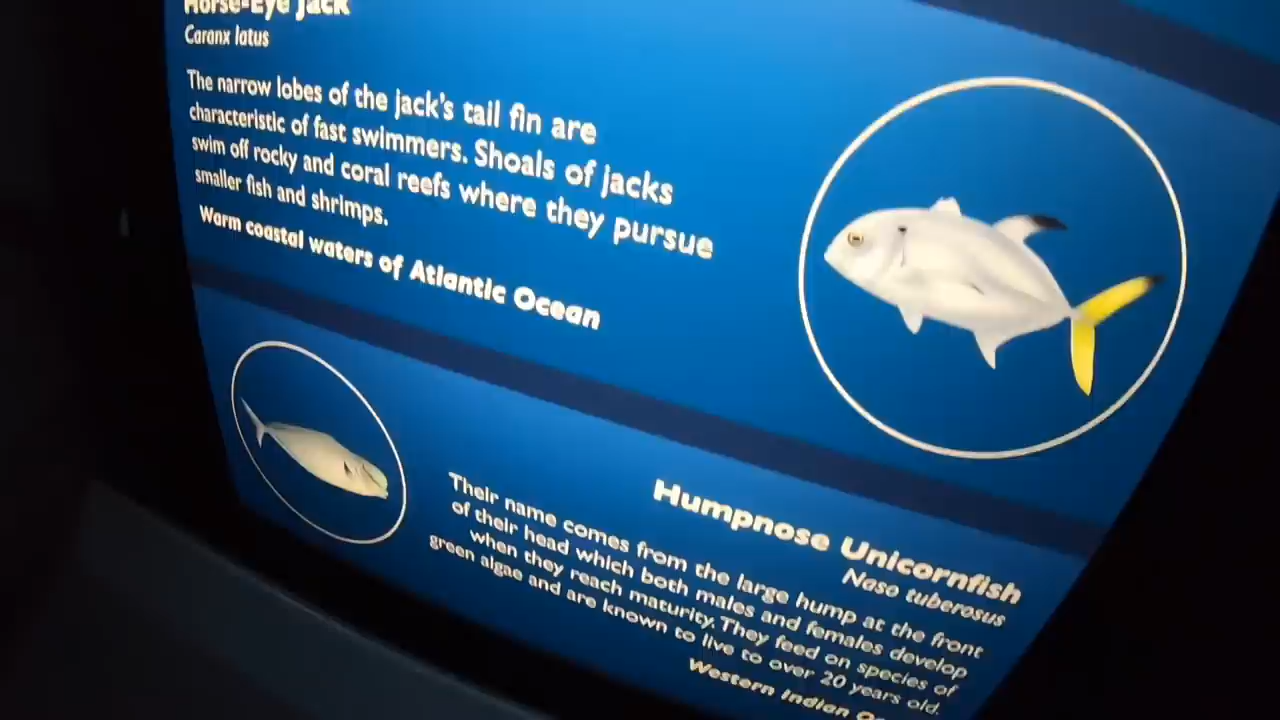 Horse-Eye Jack
Caranx latus
The narrow lobes of the jack's tail fin are
characteristic of fast swimmers. Shoals of jacks
swim off rocky and coral reefs where they pursue
smaller fish and shrimps.
Warm coastal waters of Atlantic Ocean
Humpnose Unicornfish
Naso tuberosus
Their name comes from the large hump at the front
of their head which both males and females develop
when they reach maturity. They feed on species of
green algae and are known to live to over 20 years old.
Western Indian